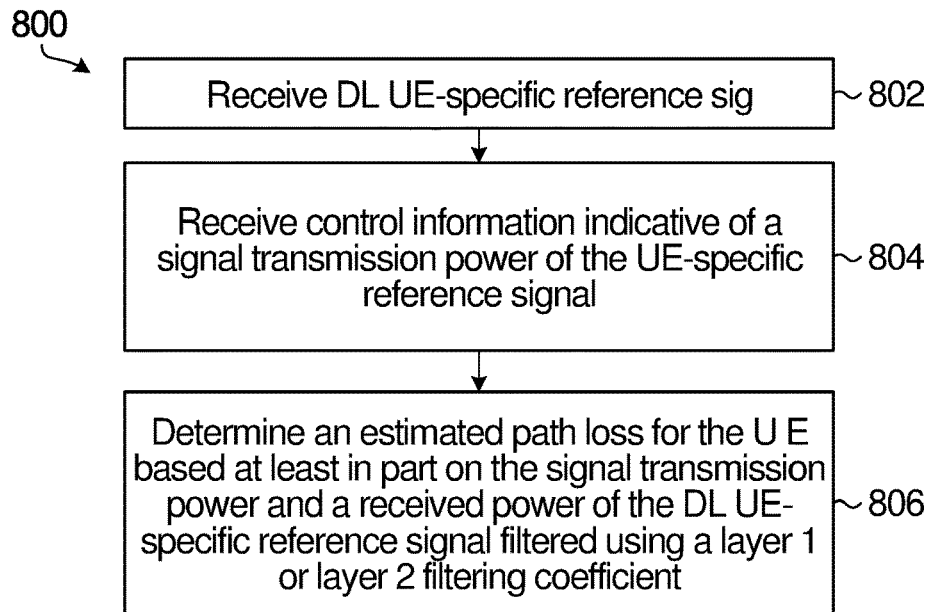 800
Receive DL UE-specific reference sig
802
Receive control information indicative of a
signal transmission power of the UE-specific
reference signal
804
Determine an estimated path loss for the U E
based at least in part on the signal transmission
power and a received power of the DL UE-
specific reference signal filtered using a layer 1
or layer 2 filtering coefficient
806